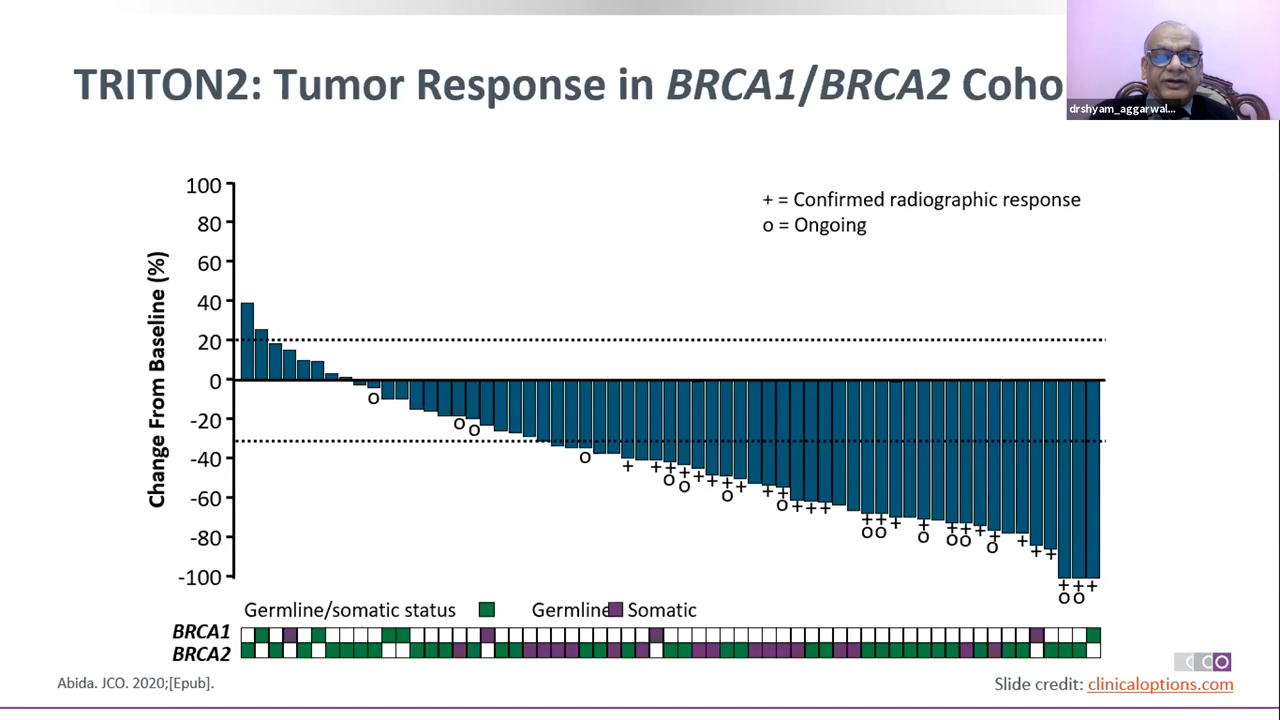 TRITON2: Tumor Response in BRCA1/BRCA2 Coho
drshyam_aggarwal...
+ = Confirmed radiographic response
o = Ongoing
Change From Baseline (%)
100
80
60
40
20
0
-20
-40
-60
-80
-100
Germline/somatic status Germline Somatic
BRCA1
BRCA2
CCO
Abida. JCO. 2020;[Epub].
Slide credit: clinicaloptions.com